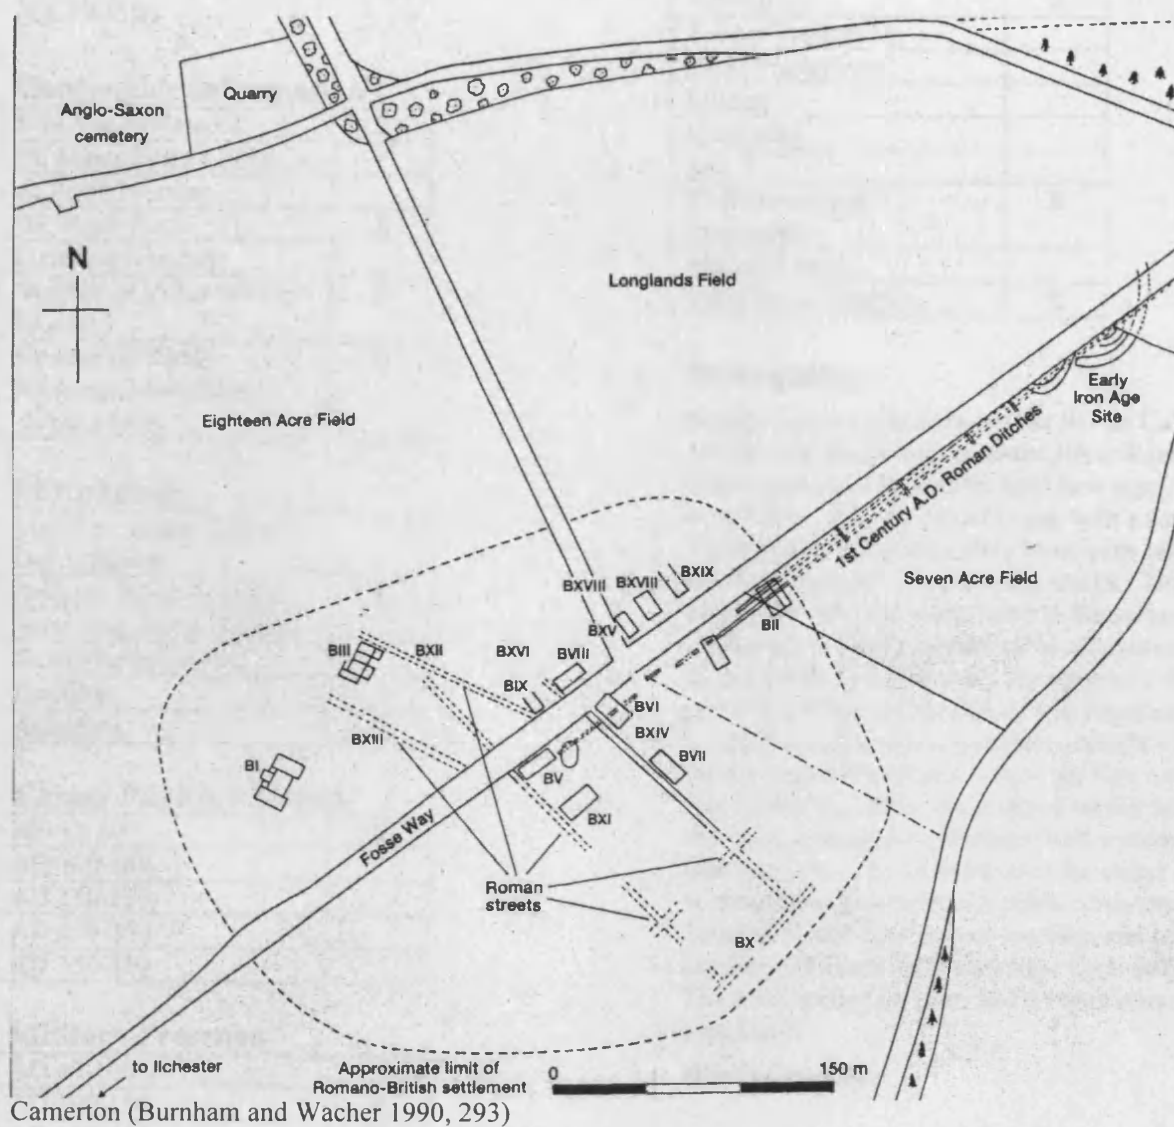 Quarry
Anglo-Saxon
cemetery
N
Longlands Field
Early
Iron Age
Site
Eighteen Acre Field
1st Century A.D. Roman Ditches
Seven Acre Field
BXVIII
BXVIII
BXIX
BXV
BII
BIII
BXII
BXVI
BVIII
BIX
BVI
BXIV
BXIII
BVII
BI
BV
BXI
Fosse Way
Roman
streets
BX
to Ilchester
Approximate limit of
Romano-British settlement
0
150 m
Camerton (Burnham and Wacher 1990, 293)